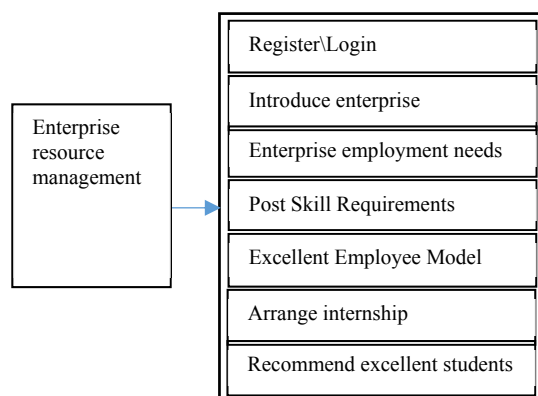 Enterprise
resource
management
Register\Login
Introduce enterprise
Enterprise employment needs
Post Skill Requirements
Excellent Employee Model
Arrange internship
Recommend excellent students